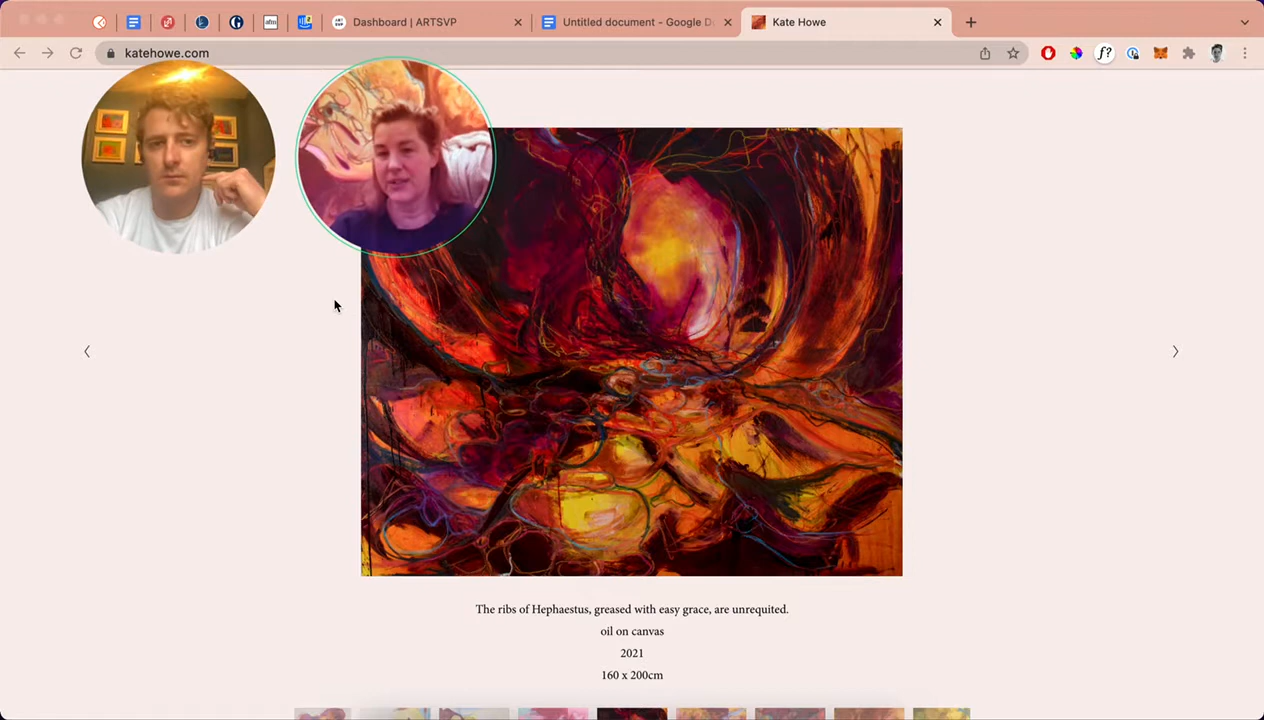 Dashboard | ARTSVP
Untitled document - Google D
Kate Howe
katehowe.com
f?
The ribs of Hephaestus, greased with easy grace, are unrequited.
oil on canvas
2021
160 x 200cm